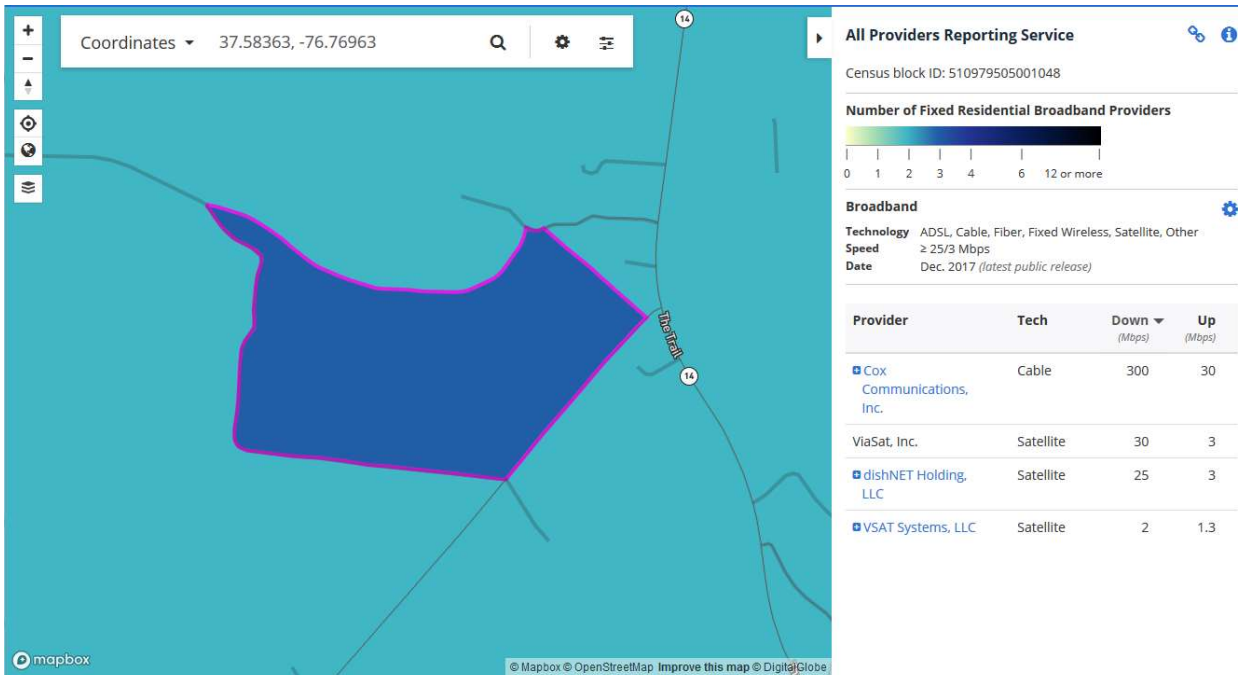 14
+
−
Coordinates 37.58363, -76.76963
The Trail
14
mapbox
© Mapbox © OpenStreetMap Improve this map © DigitalGlobe
All Providers Reporting Service
Census block ID: 510979505001048
Number of Fixed Residential Broadband Providers
0 1 2 3 4 6 12 or more
Broadband
Technology ADSL, Cable, Fiber, Fixed Wireless, Satellite, Other
Speed ≥ 25/3 Mbps
Date Dec. 2017 (latest public release)
Provider Tech Down Up
(Mbps) (Mbps)
Cox Cable 300 30
Communications,
Inc.
ViaSat, Inc. Satellite 30 3
dishNET Holding, Satellite 25 3
LLC
VSAT Systems, LLC Satellite 2 1.3